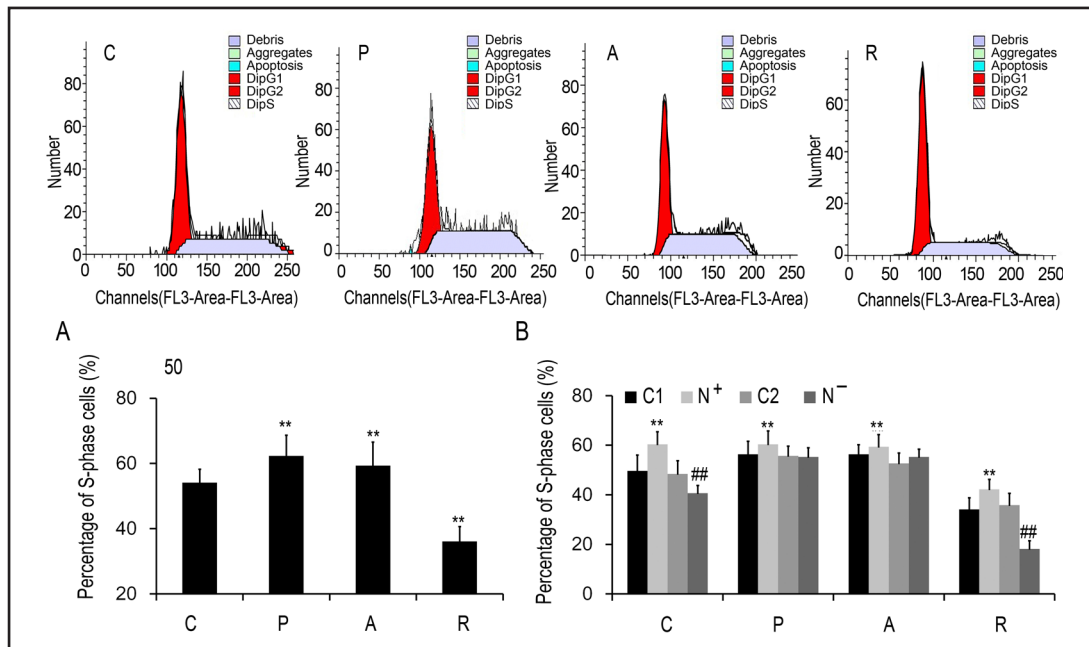 C
Debris
Aggregates
Apoptosis
DipG1
DipG2
DipS
Number
80
60
40
20
0
0 50 100 150 200 250
Channels(FL3-Area-FL3-Area)
P
Debris
Aggregates
Apoptosis
DipG1
DipG2
DipS
Number
80
60
40
20
0
0 50 100 150 200 250
Channels(FL3-Area-FL3-Area)
A
Debris
Aggregates
Apoptosis
DipG1
DipG2
DipS
Number
80
60
40
20
0
0 50 100 150 200 250
Channels(FL3-Area-FL3-Area)
R
Debris
Aggregates
Apoptosis
DipG1
DipG2
DipS
Number
80
60
40
20
0
0 50 100 150 200 250
Channels(FL3-Area-FL3-Area)
A
50
Percentage of S-phase cells (%)
80
60
40
20
** ** **
C P A R
B
Percentage of S-phase cells (%)
80
60
40
20
0
C1 N+ C2 N−
** ## ** ** ** ##
C P A R